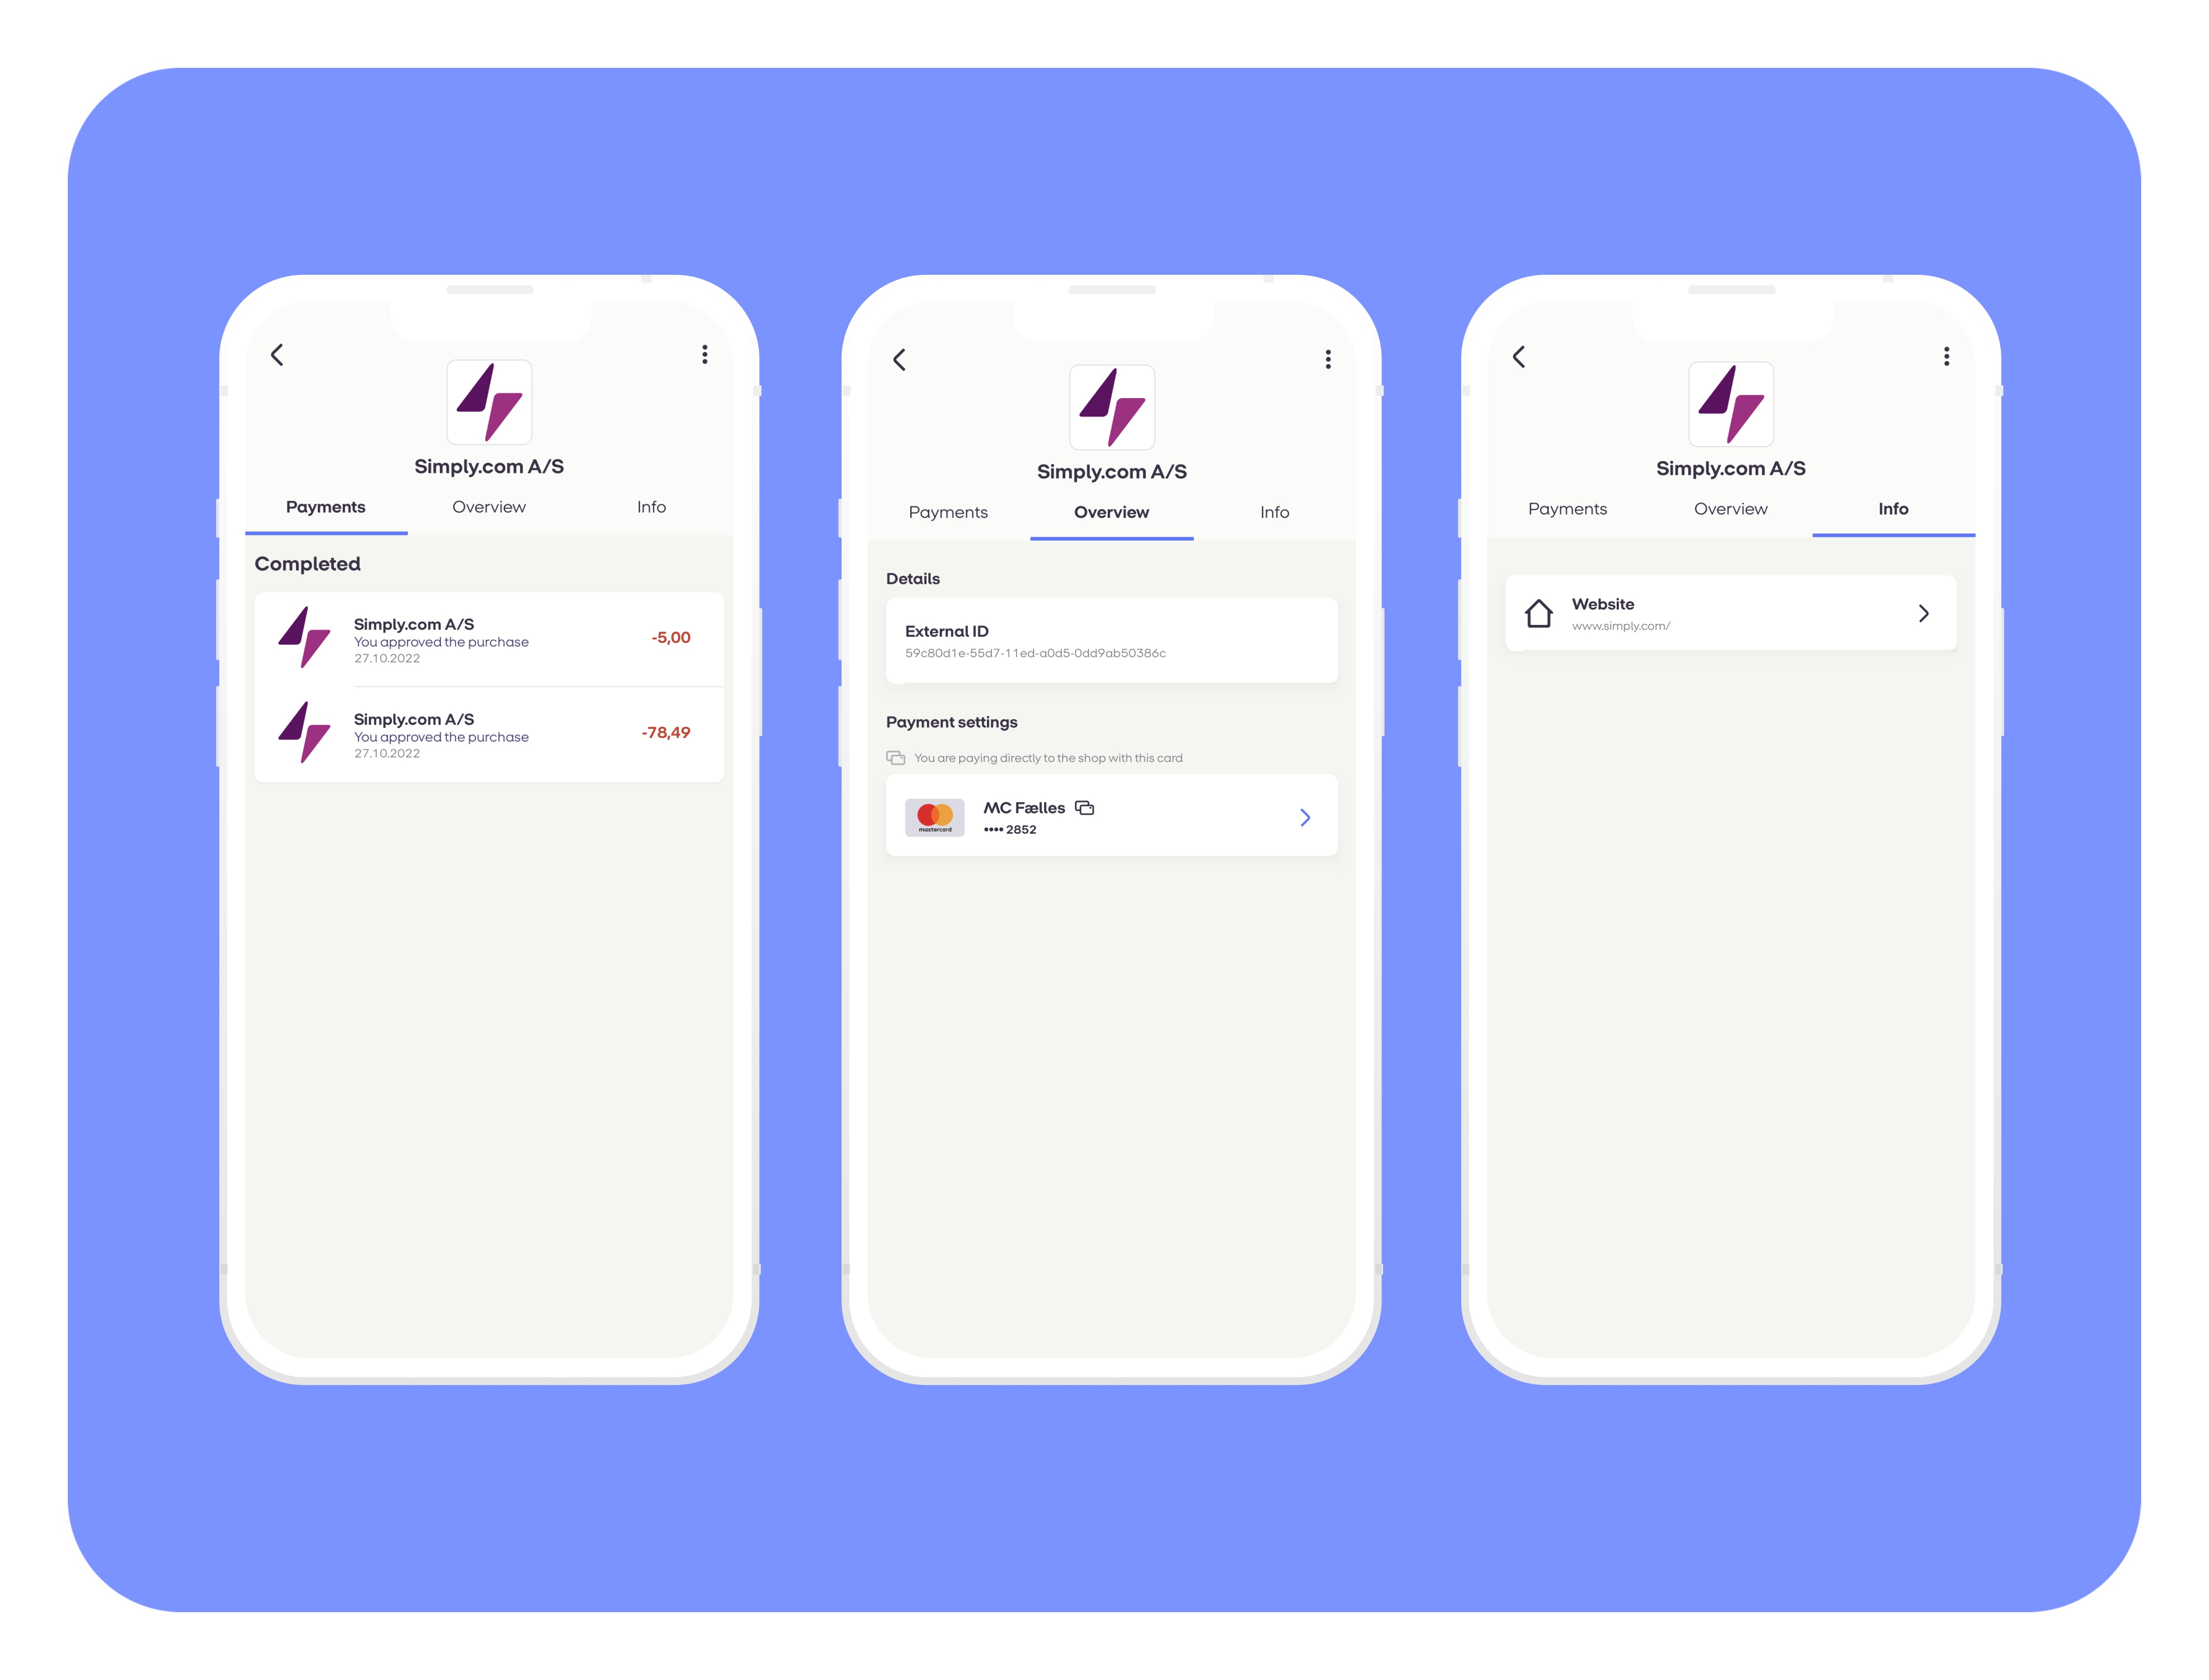 Simply.com A/S
Payments Overview Info
Completed
Simply.com A/S
You approved the purchase
27.10.2022
-5,00
Simply.com A/S
You approved the purchase
27.10.2022
-78,49
Simply.com A/S
Payments Overview Info
Details
External ID
59c80d1e-55d7-11ed-a0d5-0dd9ab50386c
Payment settings
You are paying directly to the shop with this card
mastercard
MC Fælles
•••• 2852
Simply.com A/S
Payments Overview Info
Website
www.simply.com/